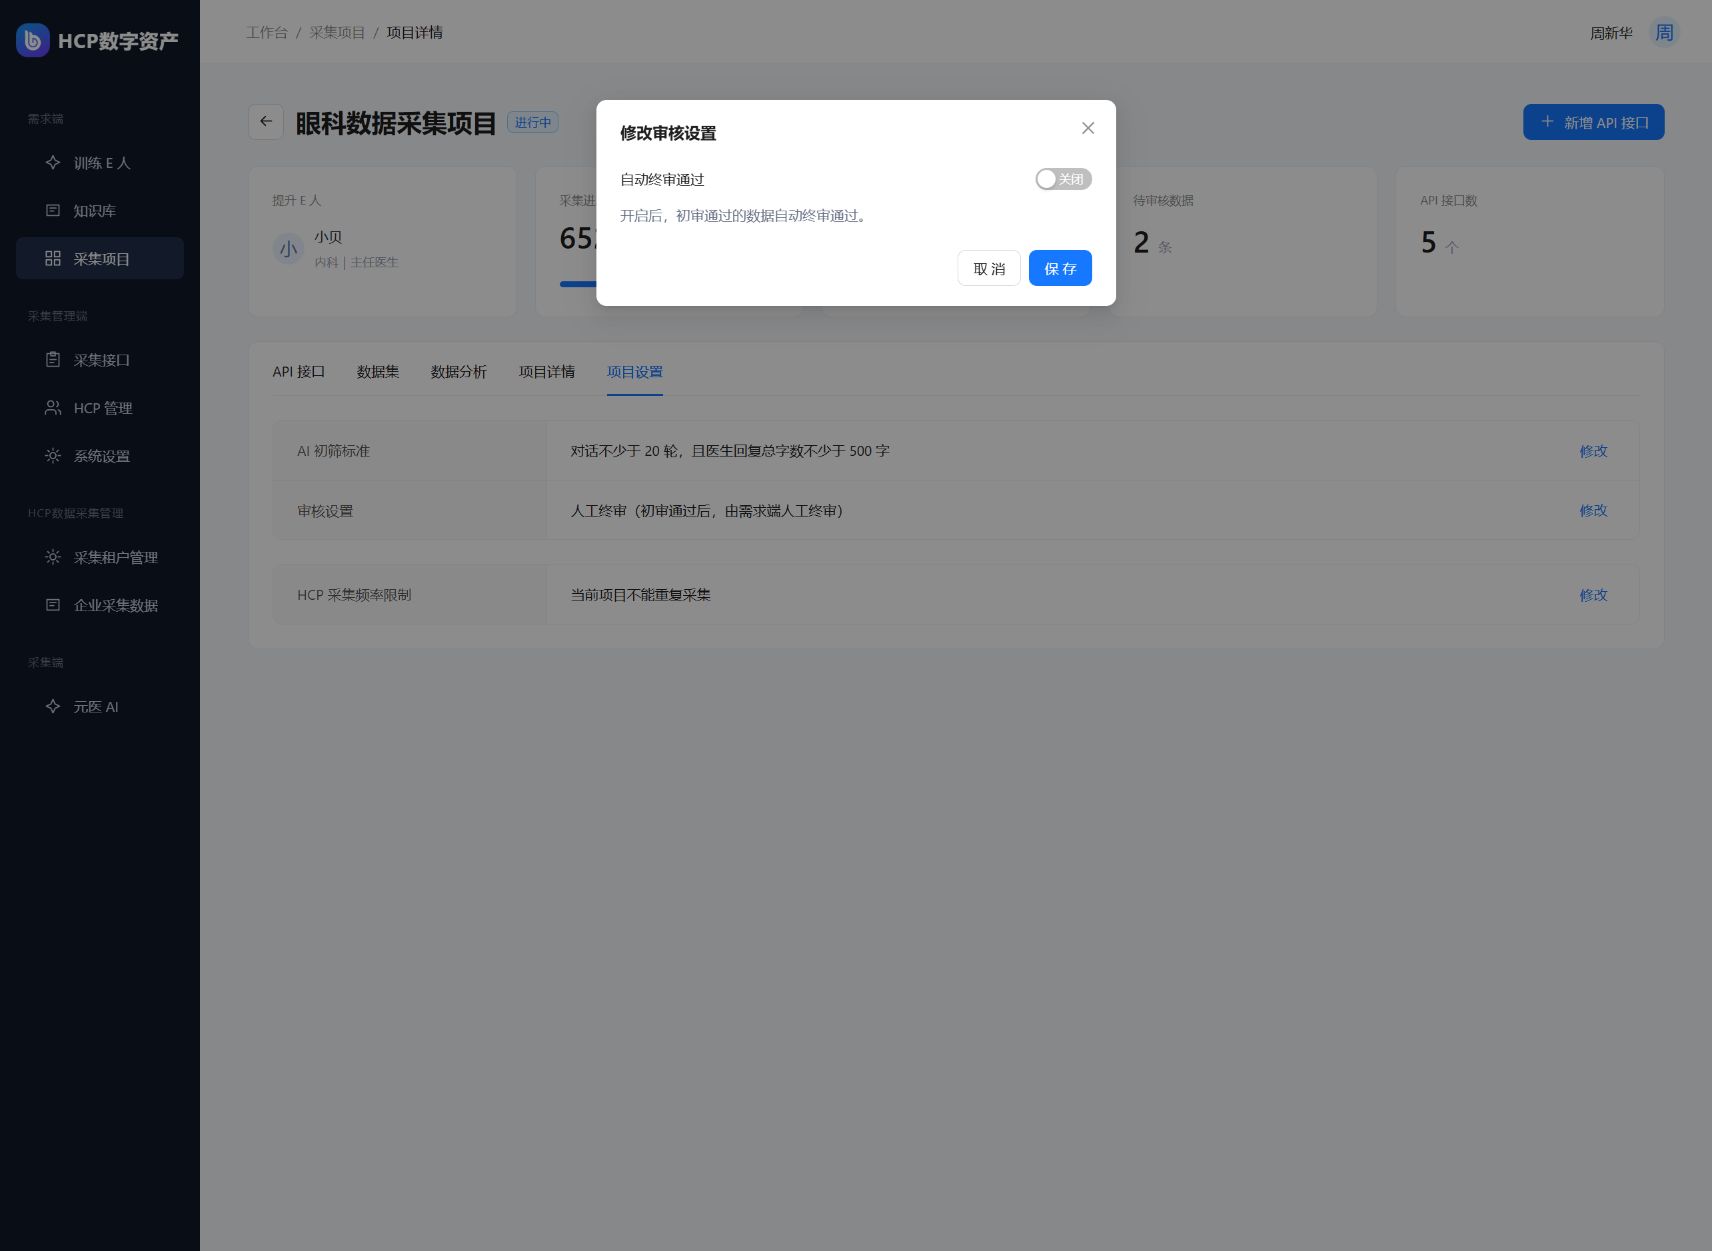 HCP数字资产
工作台 / 采集项目 / 项目详情
周新华
周
需求端
训练 E 人
知识库
采集项目
采集管理端
采集接口
HCP 管理
系统设置
HCP数据采集管理
采集租户管理
企业采集数据
采集端
元医 AI
眼科数据采集项目
进行中
新增 API 接口
提升 E 人
小
小贝
内科 | 主任医生
采集进
65
待审核数据
2 条
API 接口数
5 个
修改审核设置
自动终审通过
关闭
开启后，初审通过的数据自动终审通过。
取 消
保 存
API 接口
数据集
数据分析
项目详情
项目设置
AI 初筛标准
对话不少于 20 轮，且医生回复总字数不少于 500 字
修改
审核设置
人工终审（初审通过后，由需求端人工终审）
修改
HCP 采集频率限制
当前项目不能重复采集
修改